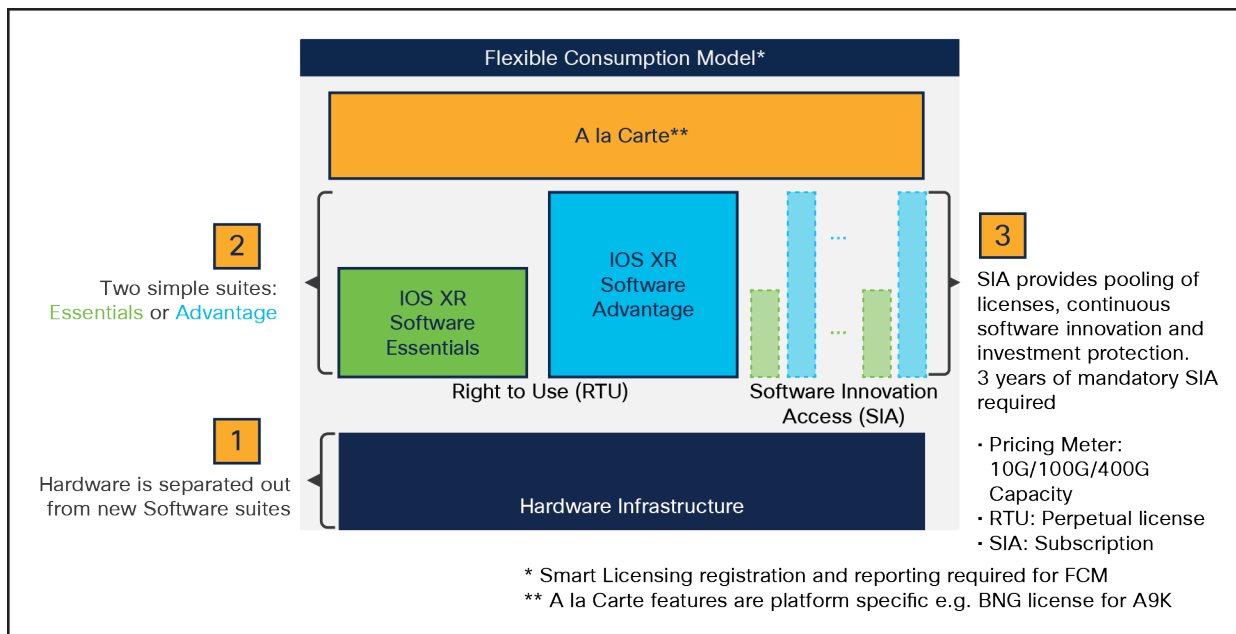 Flexible Consumption Model*
A la Carte**
2
Two simple suites:
Essentials or Advantage
IOS XR
Software
Essentials
IOS XR
Software
Advantage
...
...
Right to Use (RTU)
Software Innovation
Access (SIA)
3
SIA provides pooling of
licenses, continuous
software innovation and
investment protection.
3 years of mandatory SIA
required
· Pricing Meter:
10G/100G/400G
Capacity
· RTU: Perpetual license
· SIA: Subscription
1
Hardware is separated out
from new Software suites
Hardware Infrastructure
* Smart Licensing registration and reporting required for FCM
** A la Carte features are platform specific e.g. BNG license for A9K